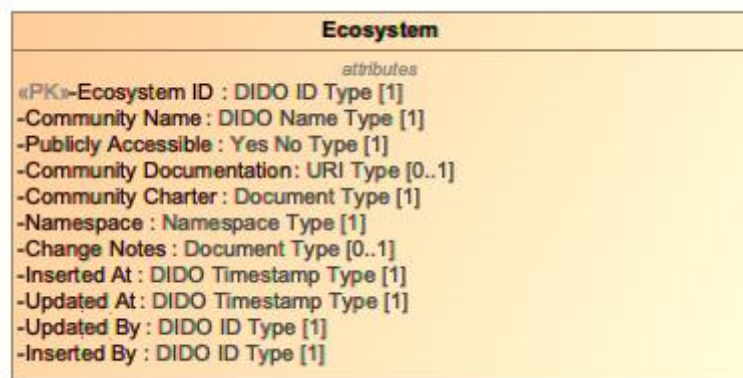 Ecosystem
attributes
«PK»-Ecosystem ID : DIDO ID Type [1]
-Community Name : DIDO Name Type [1]
-Publicly Accessible : Yes No Type [1]
-Community Documentation : URI Type [0..1]
-Community Charter : Document Type [1]
-Namespace : Namespace Type [1]
-Change Notes : Document Type [0..1]
-Inserted At : DIDO Timestamp Type [1]
-Updated At : DIDO Timestamp Type [1]
-Updated By : DIDO ID Type [1]
-Inserted By : DIDO ID Type [1]